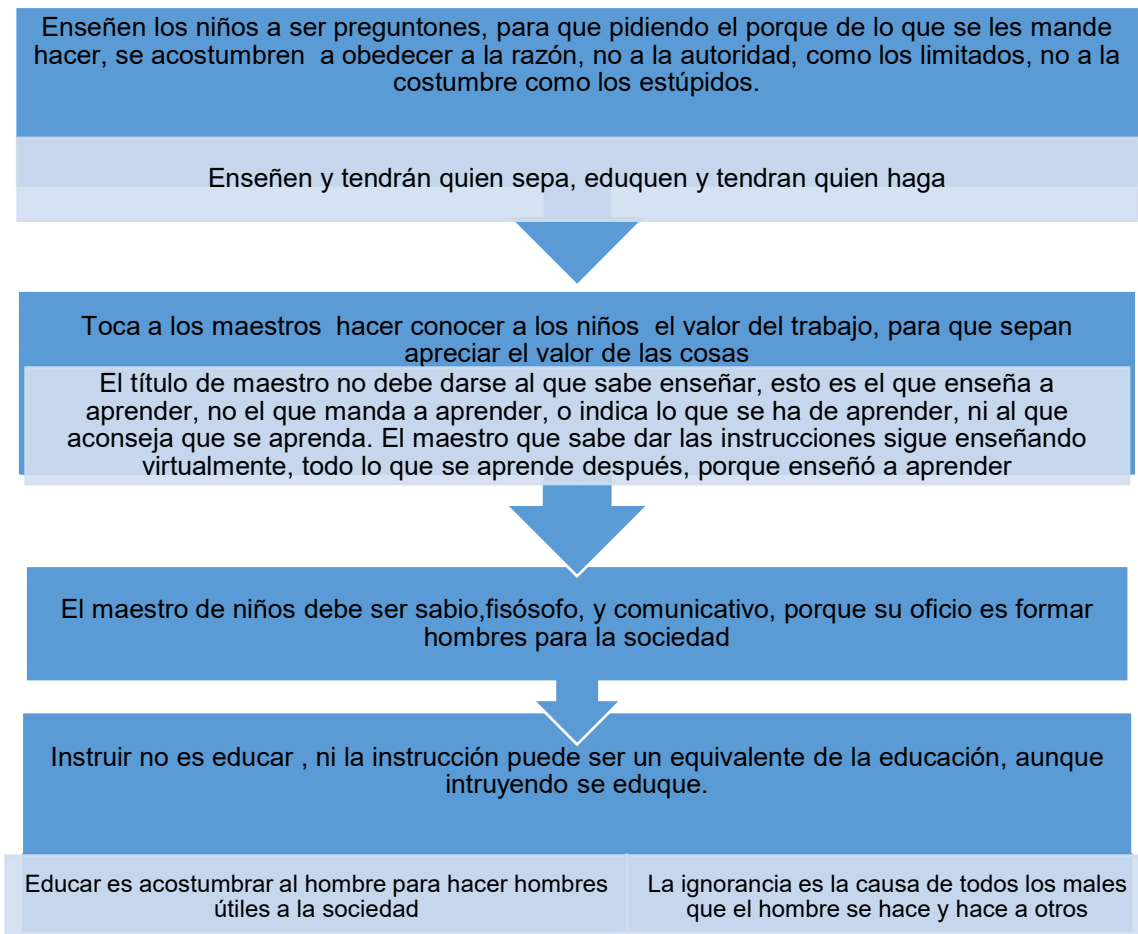 Enseñen los niños a ser preguntones, para que pidiendo el porque de lo que se les mande
hacer, se acostumbren a obedecer a la razón, no a la autoridad, como los limitados, no a la
costumbre como los estúpidos.
Enseñen y tendrán quien sepa, eduquen y tendran quien haga
Toca a los maestros hacer conocer a los niños el valor del trabajo, para que sepan
apreciar el valor de las cosas
El título de maestro no debe darse al que sabe enseñar, esto es el que enseña a
aprender, no el que manda a aprender, o indica lo que se ha de aprender, ni al que
aconseja que se aprenda. El maestro que sabe dar las instrucciones sigue enseñando
virtualmente, todo lo que se aprende después, porque enseñó a aprender
El maestro de niños debe ser sabio,fisósofo, y comunicativo, porque su oficio es formar
hombres para la sociedad
Instruir no es educar , ni la instrucción puede ser un equivalente de la educación, aunque
intruyendo se eduque.
Educar es acostumbrar al hombre para hacer hombres
útiles a la sociedad
La ignorancia es la causa de todos los males
que el hombre se hace y hace a otros